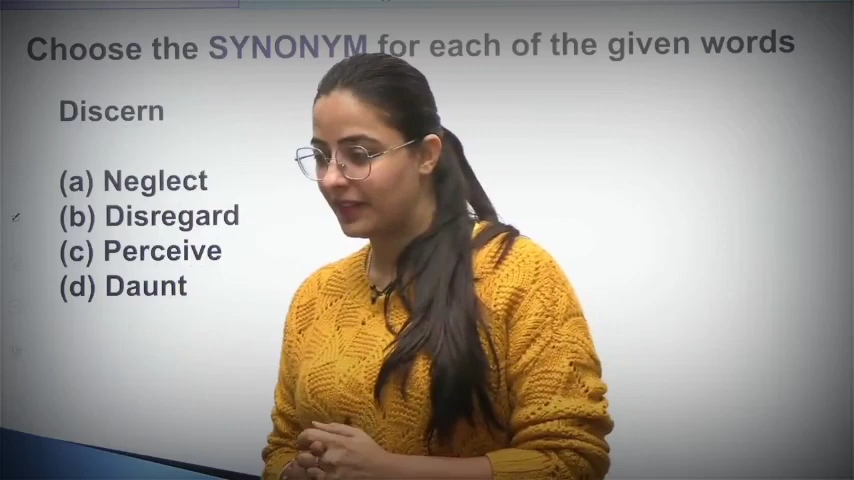 Choose the SYNONYM for each of the given words
Discern
(a) Neglect
(b) Disregard
(c) Perceive
(d) Daunt